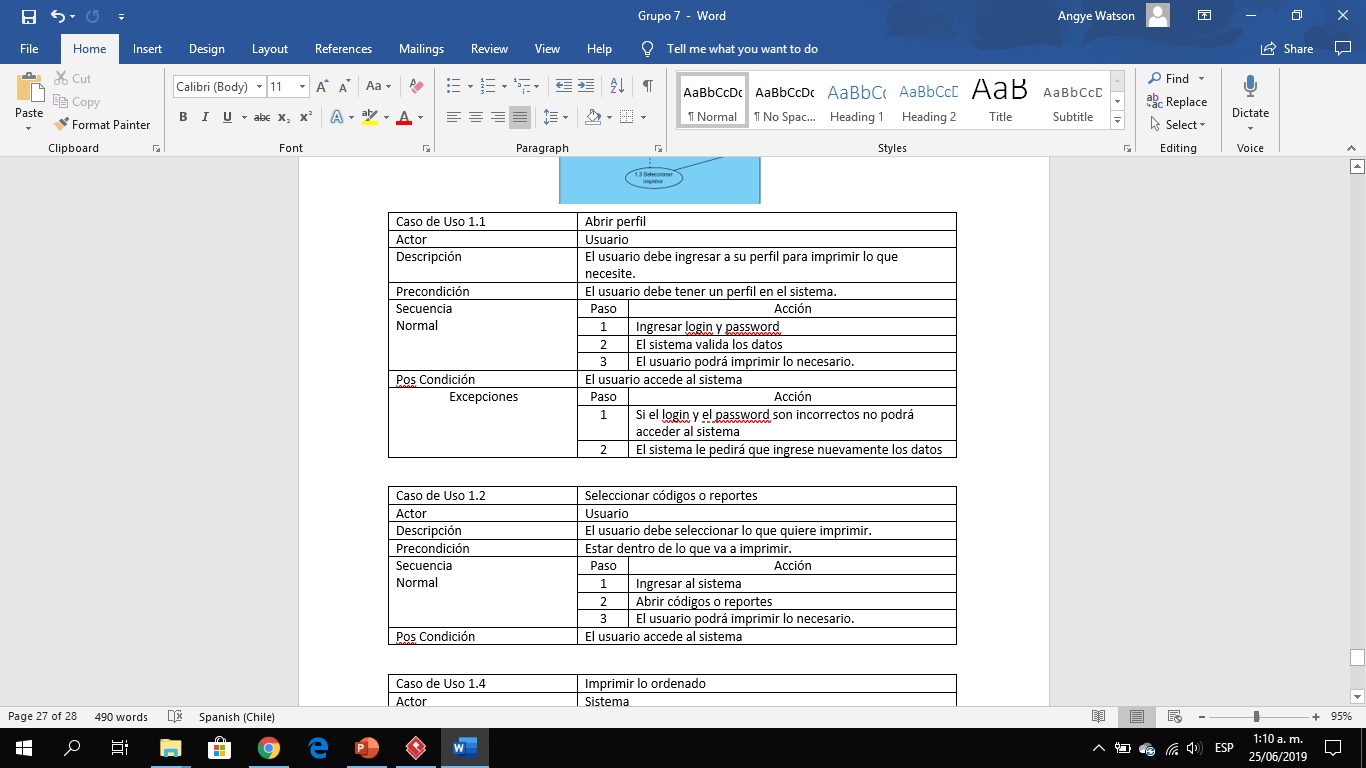 Grupo 7 - Word
Angye Watson
File Home Insert Design Layout References Mailings Review View Help Tell me what you want to do Share
Paste
Cut
Copy
Format Painter
Clipboard
Calibri (Body) 11
Font
Paragraph
AaBbCcDc AaBbCcDc AaBbCc AaBbCcD AaB AaBbCcD
¶ Normal ¶ No Spac... Heading 1 Heading 2 Title Subtitle
Styles
Find
Replace
Select
Editing
Dictate
Voice
1.3 Seleccionar
imprimir
Caso de Uso 1.1 Abrir perfil
Actor Usuario
Descripción El usuario debe ingresar a su perfil para imprimir lo que
necesite.
Precondición El usuario debe tener un perfil en el sistema.
Secuencia Paso Acción
Normal
1 Ingresar login y password
2 El sistema valida los datos
3 El usuario podrá imprimir lo necesario.
Pos Condición El usuario accede al sistema
Excepciones Paso Acción
1 Si el login y el password son incorrectos no podrá
acceder al sistema
2 El sistema le pedirá que ingrese nuevamente los datos
Caso de Uso 1.2 Seleccionar códigos o reportes
Actor Usuario
Descripción El usuario debe seleccionar lo que quiere imprimir.
Precondición Estar dentro de lo que va a imprimir.
Secuencia Paso Acción
Normal
1 Ingresar al sistema
2 Abrir códigos o reportes
3 El usuario podrá imprimir lo necesario.
Pos Condición El usuario accede al sistema
Caso de Uso 1.4 Imprimir lo ordenado
Actor Sistema
Page 27 of 28 490 words Spanish (Chile) 95%
ESP 1:10 a. m.
25/06/2019